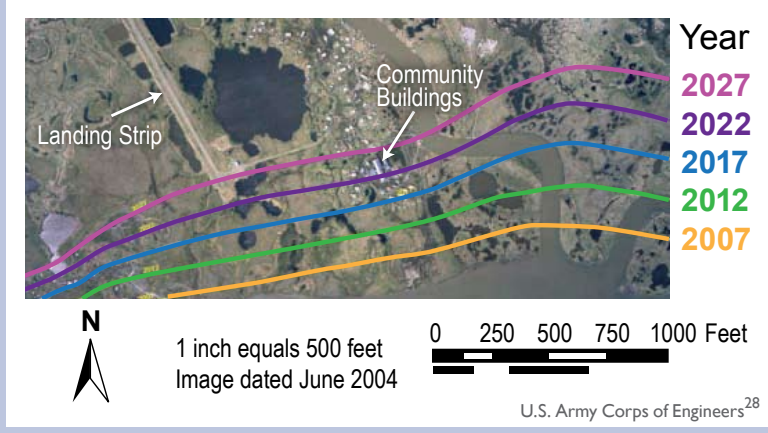 Year
2027
2022
2017
2012
2007
Community
Buildings
Landing Strip
N
1 inch equals 500 feet
Image dated June 2004
0 250 500 750 1000 Feet
U.S. Army Corps of Engineers28